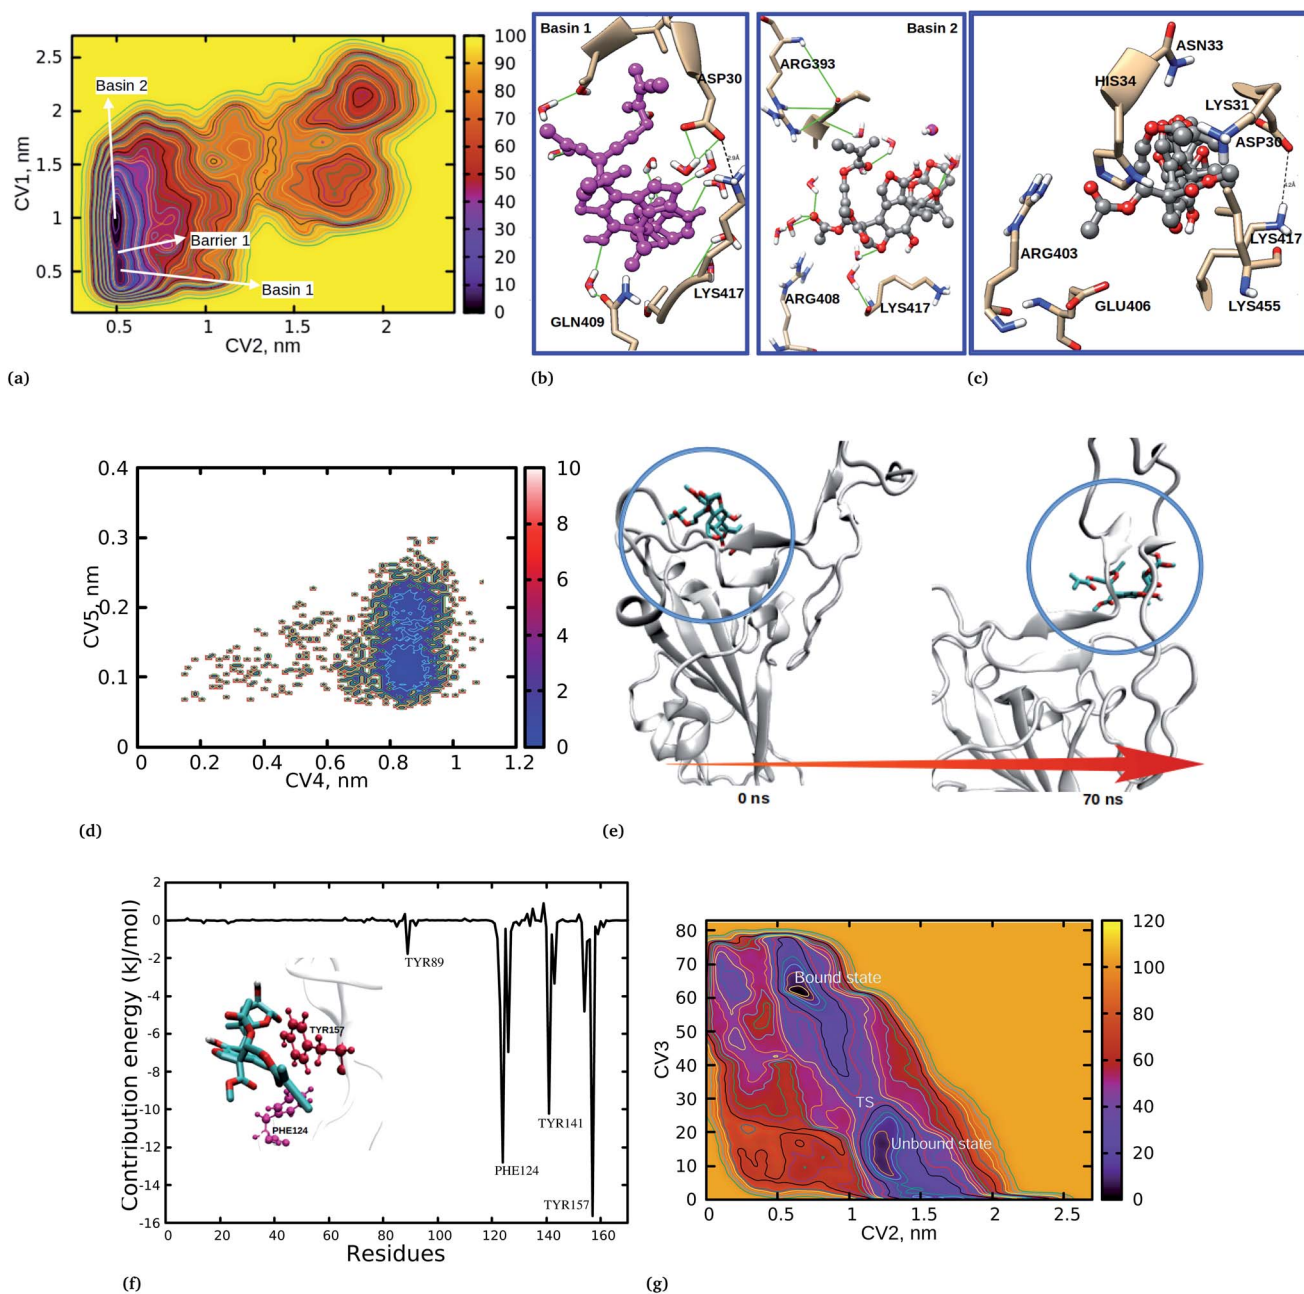 2.5
2
1.5
1
0.5
CV1, nm
Basin 2
Barrier 1
Basin 1
0.5
1
1.5
2
CV2, nm
100
90
80
70
60
50
40
30
20
10
0
(a)
Basin 1
ASP30
2.9Å
LYS417
GLN409
Basin 2
ARG393
ARG408
LYS417
(b)
ASN33
HIS34
LYS31
ASP30
LYS417
ARG403
GLU406
LYS455
(c)
0.4
0.3
0.2
0.1
0
CV5, nm
0
0.2
0.4
0.6
0.8
1
1.2
CV4, nm
10
8
6
4
2
0
(d)
0 ns
70 ns
(e)
2
0
-2
-4
-6
-8
-10
-12
-14
-16
Contribution energy (kJ/mol)
TYR89
TYR157
PHE124
TYR141
PHE124
TYR157
0
20
40
60
80
100
120
140
160
Residues
(f)
80
70
60
50
40
30
20
10
0
CV3
Bound state
TS
Unbound state
0
0.5
1
1.5
2
2.5
CV2, nm
120
100
80
60
40
20
0
(g)